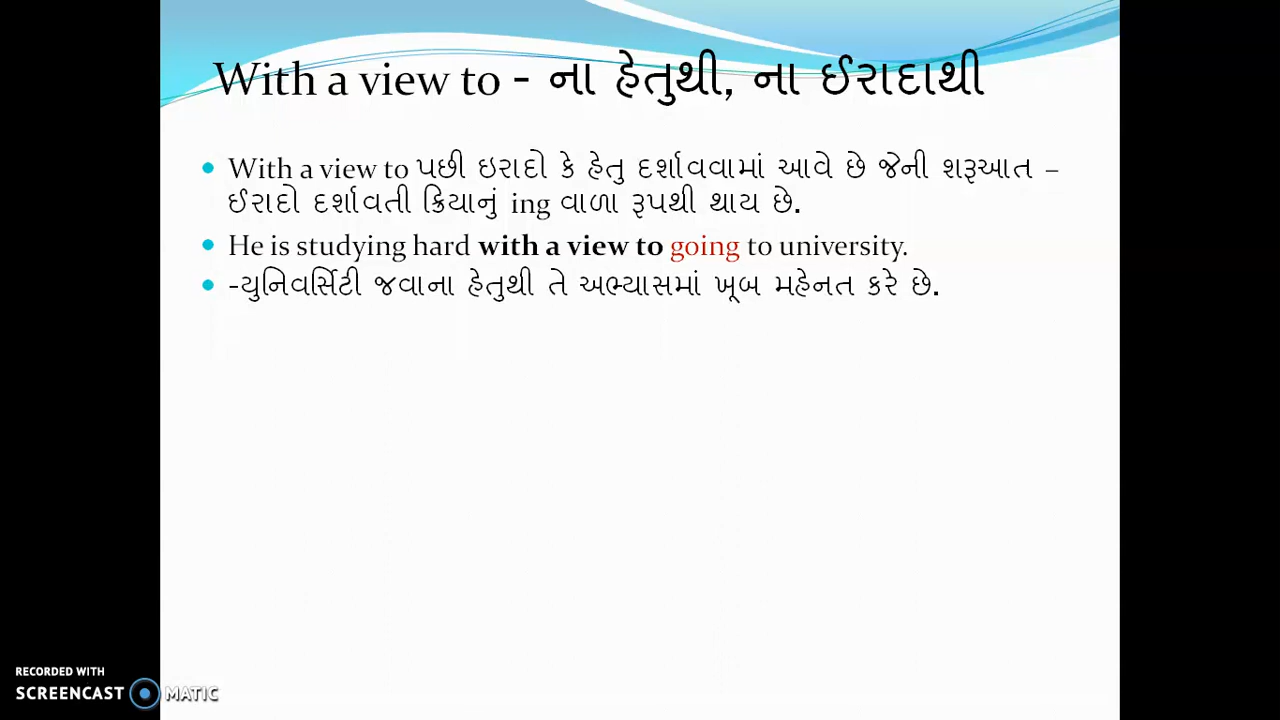 With a view to - ના હેતુથી, ના ઈરાદાથી
• With a view to પછી ઇરાદો કે હેતુ દર્શાવવામાં આવે છે જેની શરૂઆત –
ઈરાદો દર્શાવતી ક્રિયાનું ing વાળા રૂપથી થાય છે.
• He is studying hard with a view to going to university.
• -યુનિવર્સિટી જવાના હેતુથી તે અભ્યાસમાં ખૂબ મહેનત કરે છે.
RECORDED WITH
SCREENCAST MATIC